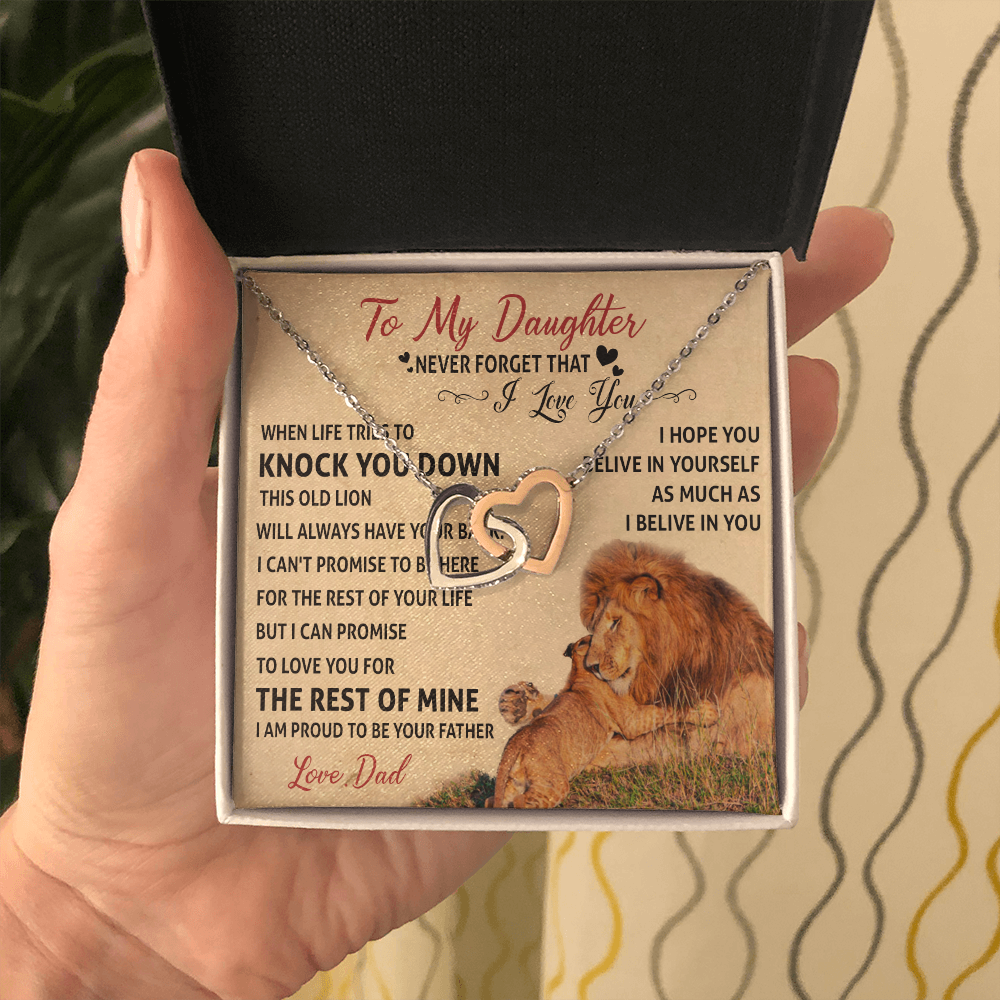 To My Daughter
NEVER FORGET THAT
I Love You
WHEN LIFE TRIES TO
KNOCK YOU DOWN
THIS OLD LION
WILL ALWAYS HAVE YOUR BACK.
I CAN'T PROMISE TO BE HERE
FOR THE REST OF YOUR LIFE
BUT I CAN PROMISE
TO LOVE YOU FOR
THE REST OF MINE
I AM PROUD TO BE YOUR FATHER
Love, Dad
I HOPE YOU
BELIVE IN YOURSELF
AS MUCH AS
I BELIVE IN YOU